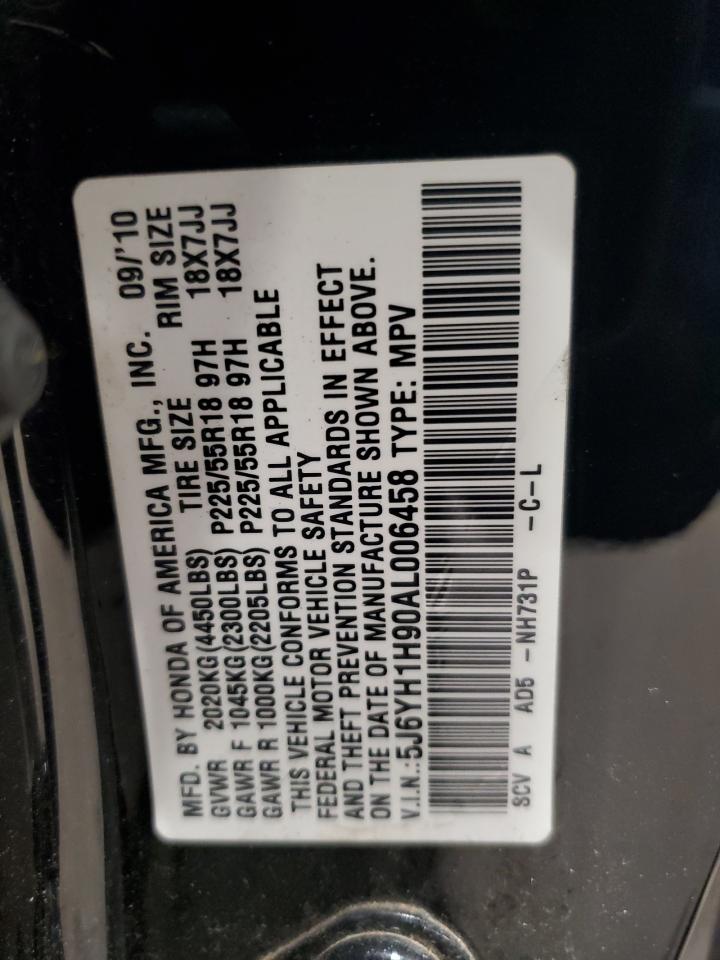 MFD. BY HONDA OF AMERICA MFG., INC. 09/'10
GVWR 2020KG(4450LBS) TIRE SIZE RIM SIZE
GAWR F 1045KG(2300LBS) P225/55R18 97H 18X7JJ
GAWR R 1000KG(2205LBS) P225/55R18 97H 18X7JJ
THIS VEHICLE CONFORMS TO ALL APPLICABLE
FEDERAL MOTOR VEHICLE SAFETY
AND THEFT PREVENTION STANDARDS IN EFFECT
ON THE DATE OF MANUFACTURE SHOWN ABOVE.
V.I.N.:5J6YH1H90AL006458 TYPE: MPV
SCV A AD5 -NH731P -C-L